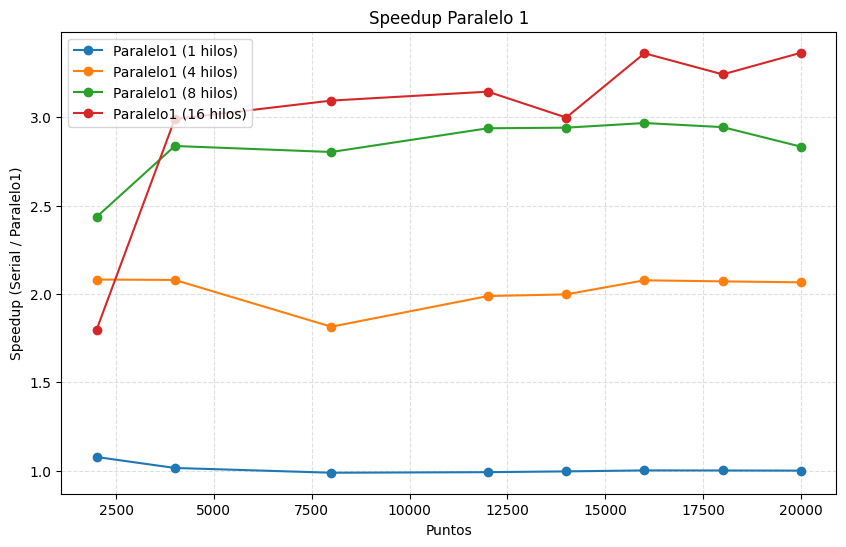 Speedup Paralelo 1
Paralelo1 (1 hilos)
Paralelo1 (4 hilos)
Paralelo1 (8 hilos)
Paralelo1 (16 hilos)
Speedup (Serial / Paralelo1)
3.0
2.5
2.0
1.5
1.0
2500 5000 7500 10000 12500 15000 17500 20000
Puntos